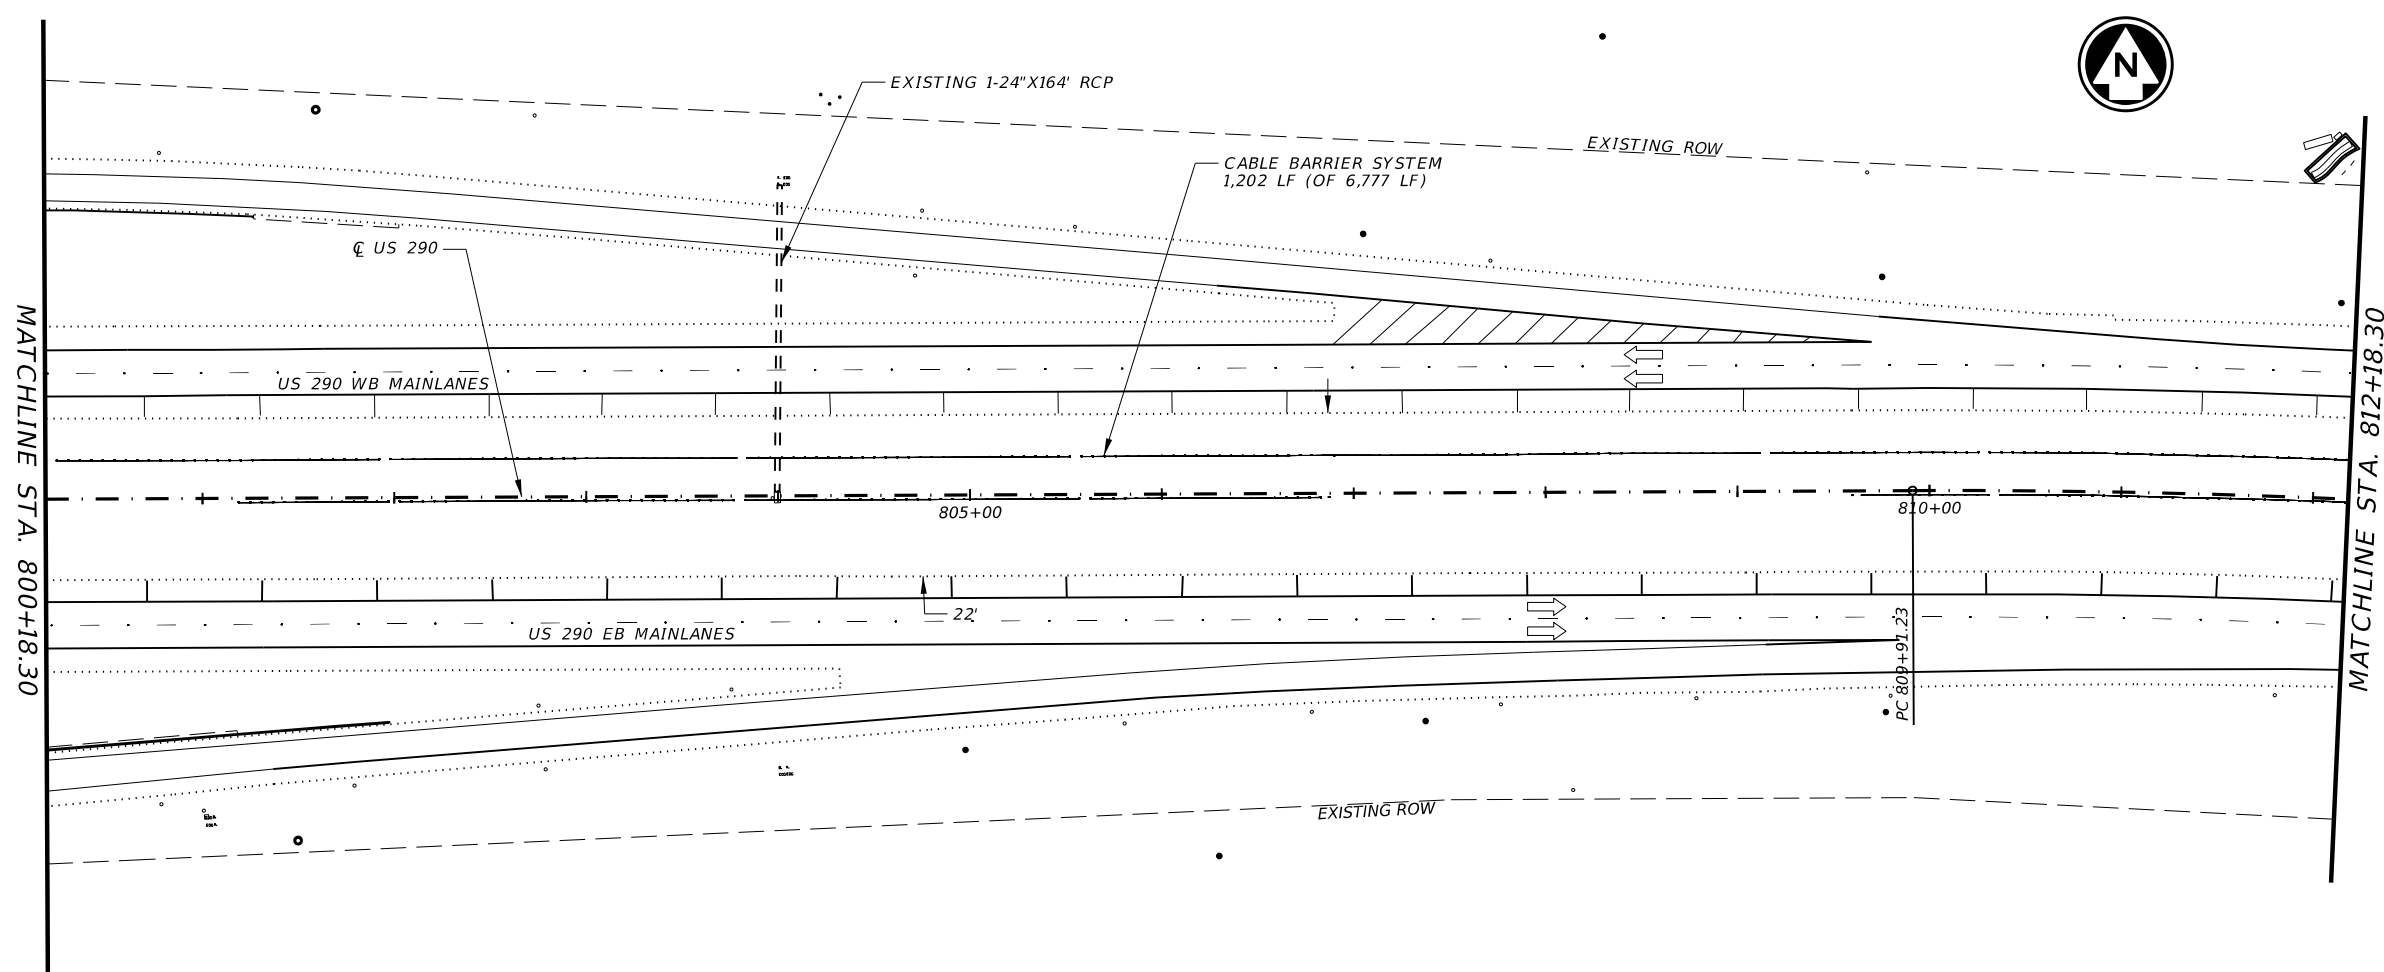 N
EXISTING 1-24"X164' RCP
EXISTING ROW
CABLE BARRIER SYSTEM
1,202 LF (OF 6,777 LF)
℄ US 290
MATCHLINE STA. 800+18.30
MATCHLINE STA. 812+18.30
US 290 WB MAINLANES
805+00
810+00
22'
US 290 EB MAINLANES
PC 809+91.23
EXISTING ROW